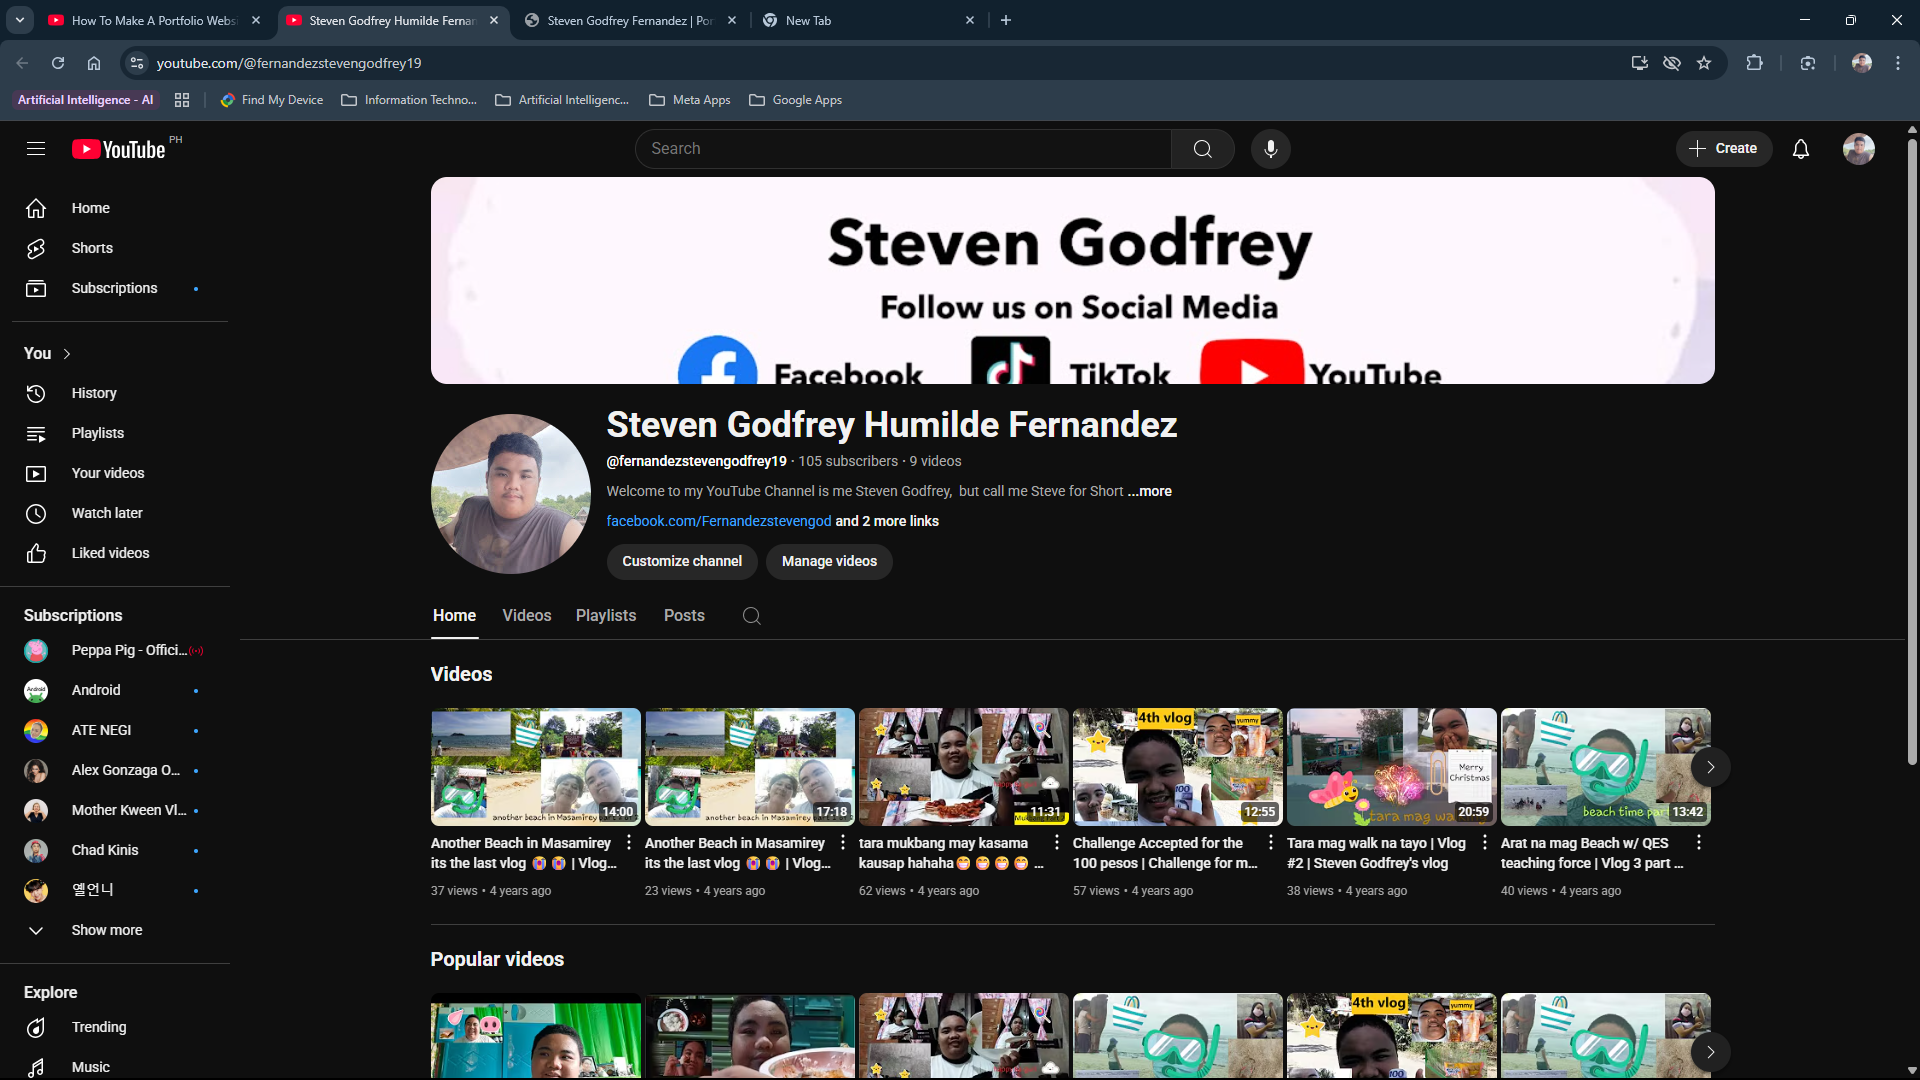 How To Make A Portfolio Webs
Steven Godfrey Humilde Fernan
Steven Godfrey Fernandez | Por
New Tab
youtube.com/@fernandezstevengodfrey19
Artificial Intelligence - AI
Find My Device
Information Techno...
Artificial Intelligenc...
Meta Apps
Google Apps
YouTube PH
Search
Create
Home
Shorts
Subscriptions
You
History
Playlists
Your videos
Watch later
Liked videos
Subscriptions
Peppa Pig - Offici...
Android
ATE NEGI
Alex Gonzaga O...
Mother Kween Vl...
Chad Kinis
옐언니
Show more
Explore
Trending
Music
Steven Godfrey
Follow us on Social Media
Facebook TikTok YouTube
Steven Godfrey Humilde Fernandez
@fernandezstevengodfrey19 · 105 subscribers · 9 videos
Welcome to my YouTube Channel is me Steven Godfrey, but call me Steve for Short ...more
facebook.com/Fernandezstevengod and 2 more links
Customize channel
Manage videos
Home Videos Playlists Posts
Videos
another beach in Masamirey
14:00
Another Beach in Masamirey
its the last vlog 😭 😭 | Vlog...
37 views • 4 years ago
another beach in Masamirey
17:18
Another Beach in Masamirey
its the last vlog 😭 😭 | Vlog...
23 views • 4 years ago
11:31
tara mukbang may kasama
kausap hahaha😁 😁 😁 😁 ...
62 views • 4 years ago
4th vlog
yummy
100
12:55
Challenge Accepted for the
100 pesos | Challenge for m...
57 views • 4 years ago
Merry
Christmas
tara mag wa
20:59
Tara mag walk na tayo | Vlog
#2 | Steven Godfrey's vlog
38 views • 4 years ago
beach time par
13:42
Arat na mag Beach w/ QES
teaching force | Vlog 3 part ...
40 views • 4 years ago
Popular videos
4th vlog
yummy
100